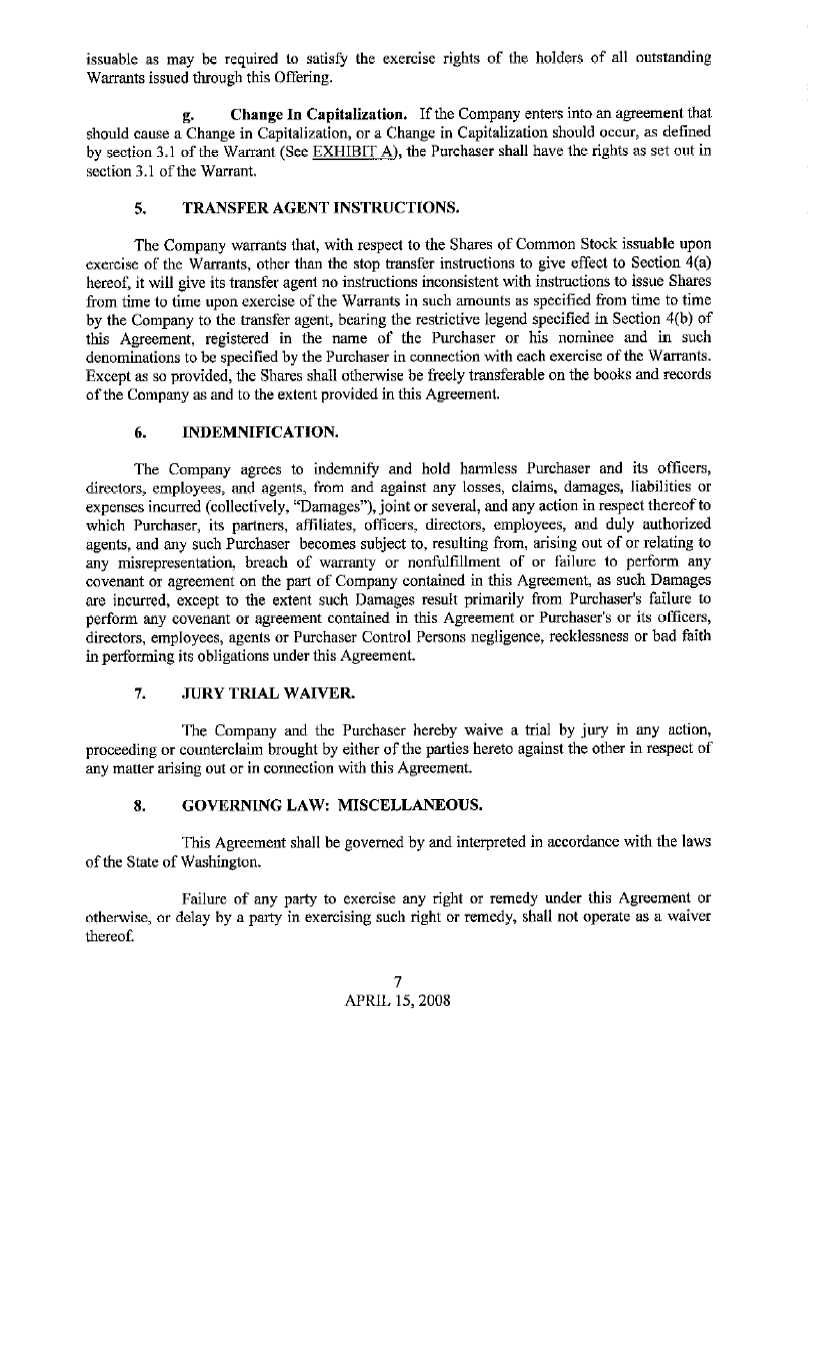 issuable as may be required to satisfy the exercise rights of the holders of all outstanding
Warrants issued through this Offering.
g. Change In Capitalization. If the Company enters into an agreement that
should cause a Change in Capitalization, or a Change in Capitalization should occur, as defined
by section 3.1 of the Warrant (See EXHIBIT A), the Purchaser shall have the rights as set out in
section 3.1 of the Warrant.
5. TRANSFER AGENT INSTRUCTIONS.
The Company warrants that, with respect to the Shares of Common Stock issuable upon
exercise of the Warrants, other than the stop transfer instructions to give effect to Section 4(a)
hereof, it will give its transfer agent no instructions inconsistent with instructions to issue Shares
from time to time upon exercise of the Warrants in such amounts as specified from time to time
by the Company to the transfer agent, bearing the restrictive legend specified in Section 4(b) of
this Agreement, registered in the name of the Purchaser or his nominee and in such
denominations to be specified by the Purchaser in connection with each exercise of the Warrants.
Except as so provided, the Shares shall otherwise be freely transferable on the books and records
of the Company as and to the extent provided in this Agreement.
6. INDEMNIFICATION.
The Company agrees to indemnify and hold harmless Purchaser and its officers,
directors, employees, and agents, from and against any losses, claims, damages, liabilities or
expenses incurred (collectively, “Damages”), joint or several, and any action in respect thereof to
which Purchaser, its partners, affiliates, officers, directors, employees, and duly authorized
agents, and any such Purchaser becomes subject to, resulting from, arising out of or relating to
any misrepresentation, breach of warranty or nonfulfillment of or failure to perform any
covenant or agreement on the part of Company contained in this Agreement, as such Damages
are incurred, except to the extent such Damages result primarily from Purchaser's failure to
perform any covenant or agreement contained in this Agreement or Purchaser's or its officers,
directors, employees, agents or Purchaser Control Persons negligence, recklessness or bad faith
in performing its obligations under this Agreement.
7. JURY TRIAL WAIVER.
The Company and the Purchaser hereby waive a trial by jury in any action,
proceeding or counterclaim brought by either of the parties hereto against the other in respect of
any matter arising out or in connection with this Agreement.
8. GOVERNING LAW: MISCELLANEOUS.
This Agreement shall be governed by and interpreted in accordance with the laws
of the State of Washington.
Failure of any party to exercise any right or remedy under this Agreement or
otherwise, or delay by a party in exercising such right or remedy, shall not operate as a waiver
thereof.
7
APRIL 15, 2008